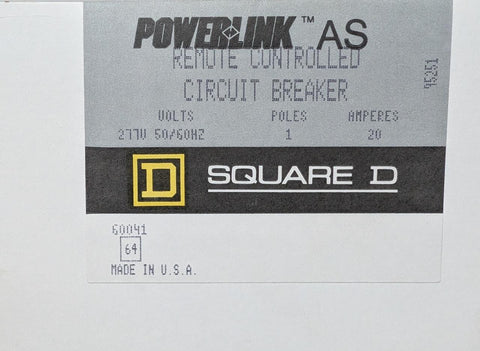 POWERLINK™ AS
REMOTE CONTROLLED
CIRCUIT BREAKER
45251
VOLTS POLES AMPERES
277V 50/60HZ 1 20
D SQUARE D
60041
64
MADE IN U.S.A.